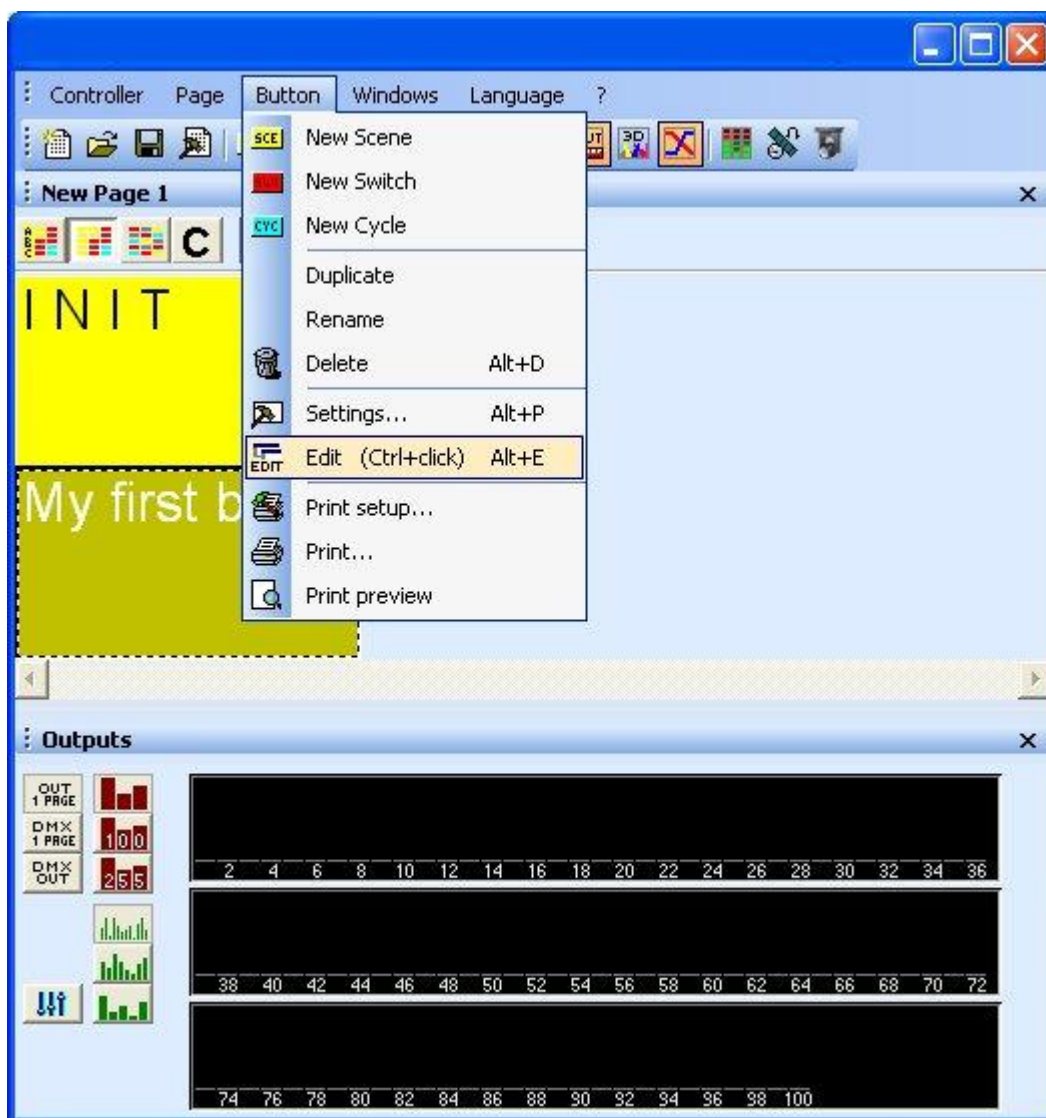 Controller Page Button Windows Language ?
SCE New Scene
New Switch
CYC New Cycle
Duplicate
Rename
Delete Alt+D
Settings... Alt+P
EDIT Edit (Ctrl+click) Alt+E
Print setup...
Print...
Print preview
3D
New Page 1
A
B
C
C
I N I T
My first b
Outputs
OUT
1 PAGE
DMX
1 PAGE
100
DMX
OUT
255
2 4 6 8 10 12 14 16 18 20 22 24 26 28 30 32 34 36
38 40 42 44 46 48 50 52 54 56 58 60 62 64 66 68 70 72
74 76 78 80 82 84 86 88 90 92 94 96 98 100